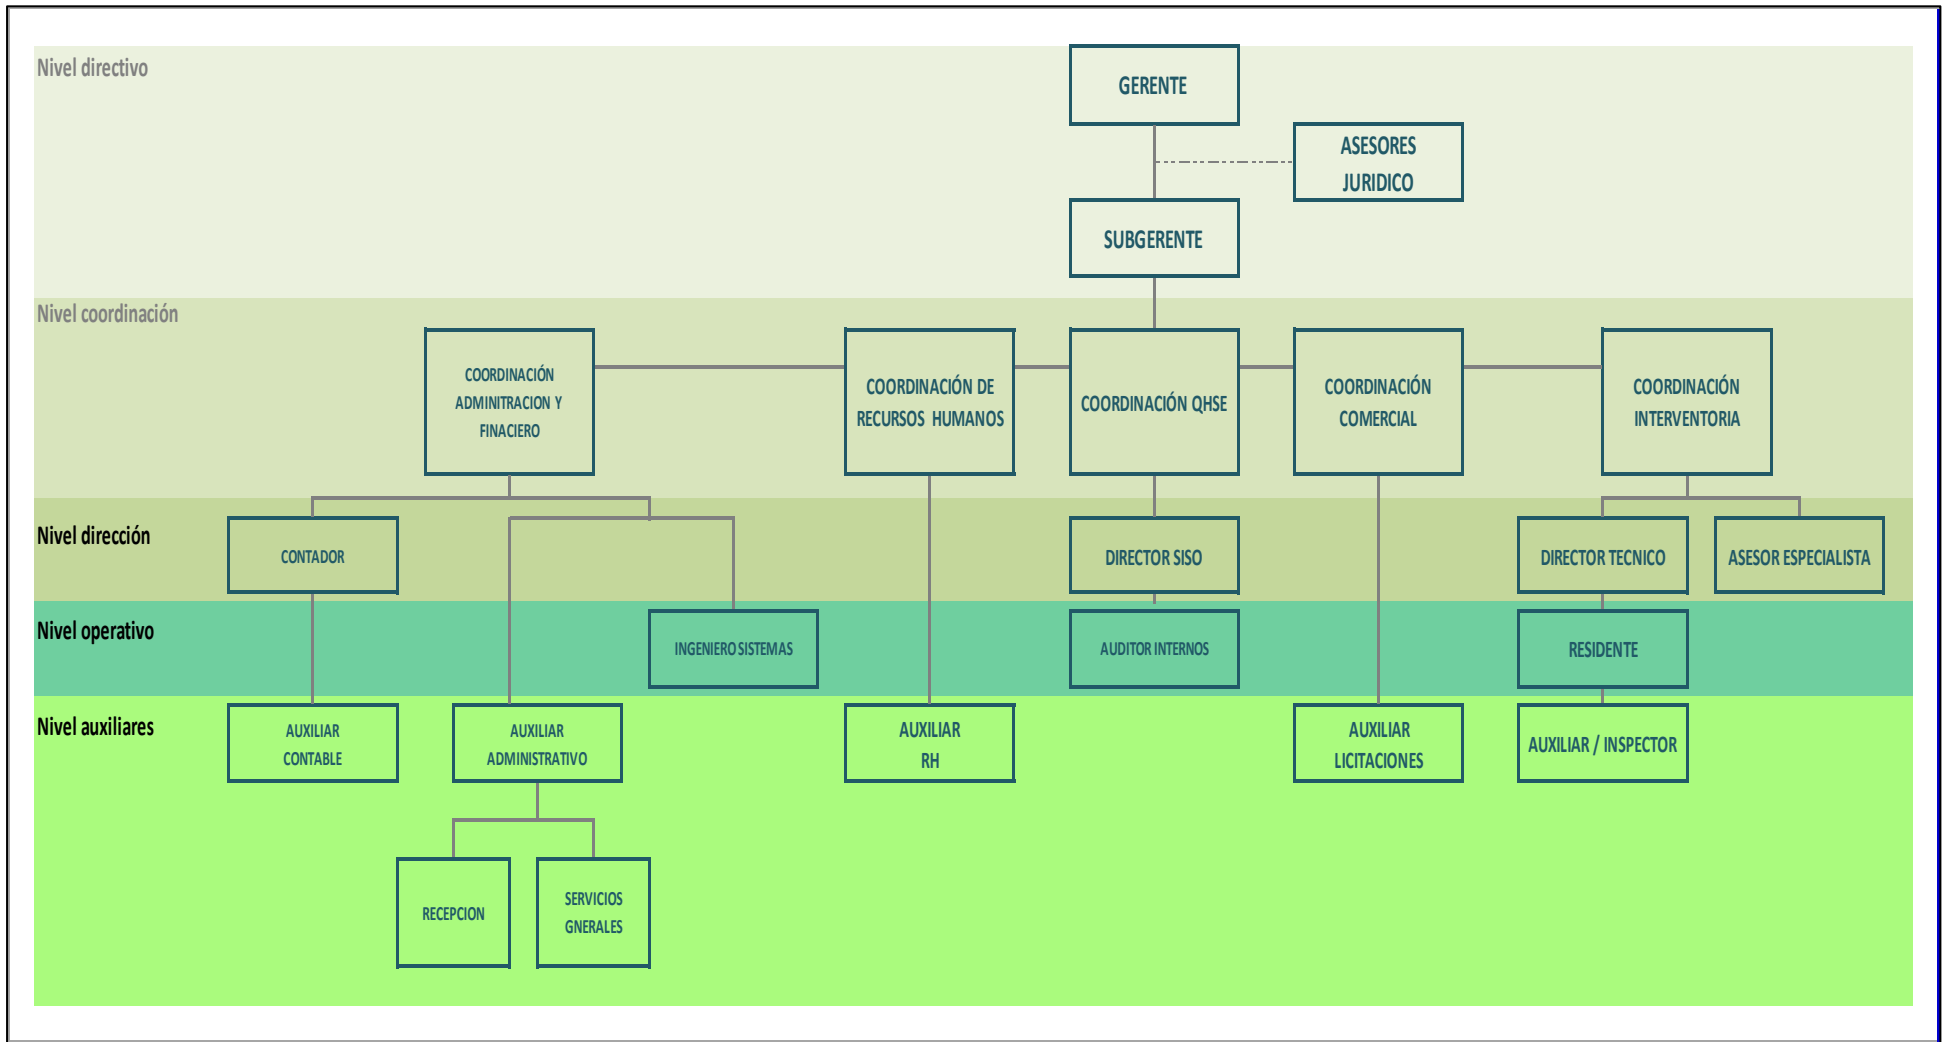 Nivel directivo
GERENTE
ASESORES
JURIDICO
SUBGERENTE
Nivel coordinación
COORDINACIÓN
ADMINITRACION Y
FINACIERO
COORDINACIÓN DE
RECURSOS HUMANOS
COORDINACIÓN QHSE
COORDINACIÓN
COMERCIAL
COORDINACIÓN
INTERVENTORIA
Nivel dirección
CONTADOR
DIRECTOR SISO
DIRECTOR TECNICO
ASESOR ESPECIALISTA
Nivel operativo
INGENIERO SISTEMAS
AUDITOR INTERNOS
RESIDENTE
Nivel auxiliares
AUXILIAR
CONTABLE
AUXILIAR
ADMINISTRATIVO
AUXILIAR
RH
AUXILIAR
LICITACIONES
AUXILIAR / INSPECTOR
RECEPCION
SERVICIOS
GNERALES